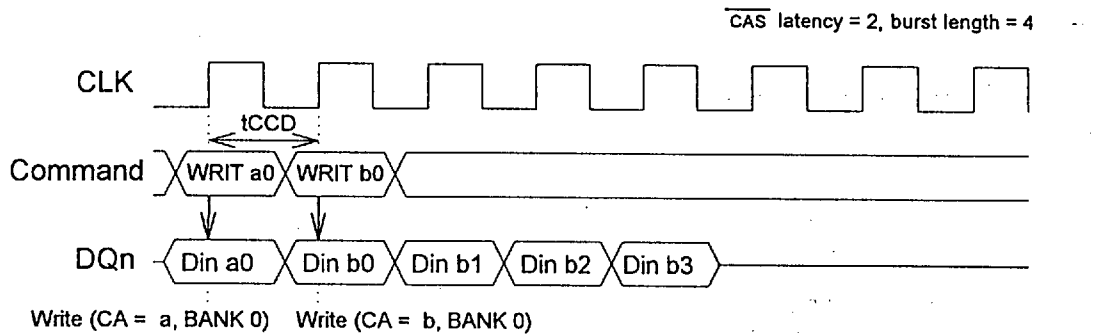 CAS latency = 2, burst length = 4
CLK
tCCD
Command WRIT a0 WRIT b0
DQn Din a0 Din b0 Din b1 Din b2 Din b3
Write (CA = a, BANK 0) Write (CA = b, BANK 0)